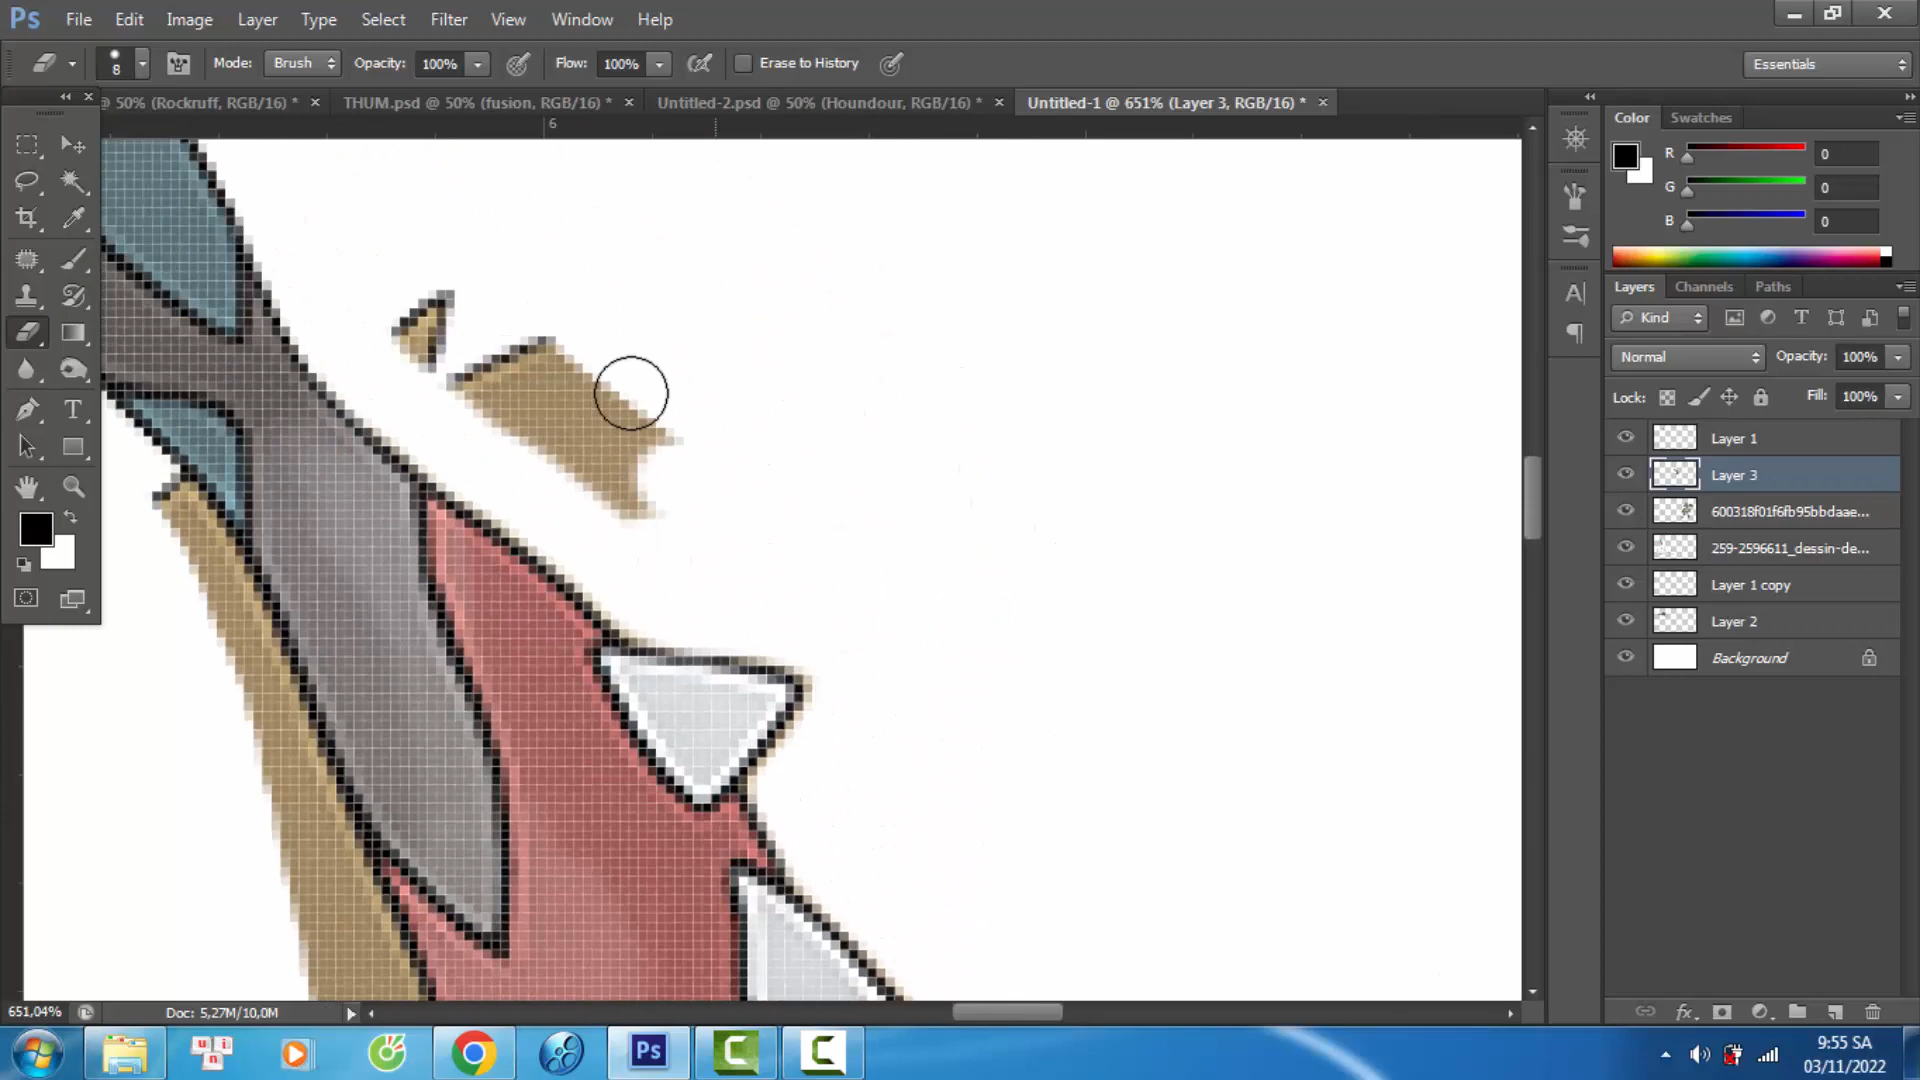 Ps File Edit Image Layer Type Select Filter View Window Help
8 Mode: Brush Opacity: 100% Flow: 100% Erase to History Essentials
@ 50% (Rockruff, RGB/16) * THUM.psd @ 50% (fusion, RGB/16) * Untitled-2.psd @ 50% (Houndour, RGB/16) * Untitled-1 @ 651% (Layer 3, RGB/16) *
6
Color Swatches
R 0
G 0
B 0
Layers Channels Paths
Kind
Normal Opacity: 100%
Lock: Fill: 100%
Layer 1
Layer 3
600318f01f6fb95bbdaae...
259-2596611_dessin-de...
Layer 1 copy
Layer 2
Background
651,04% Doc: 5,27M/10,0M
9:55 SA
03/11/2022